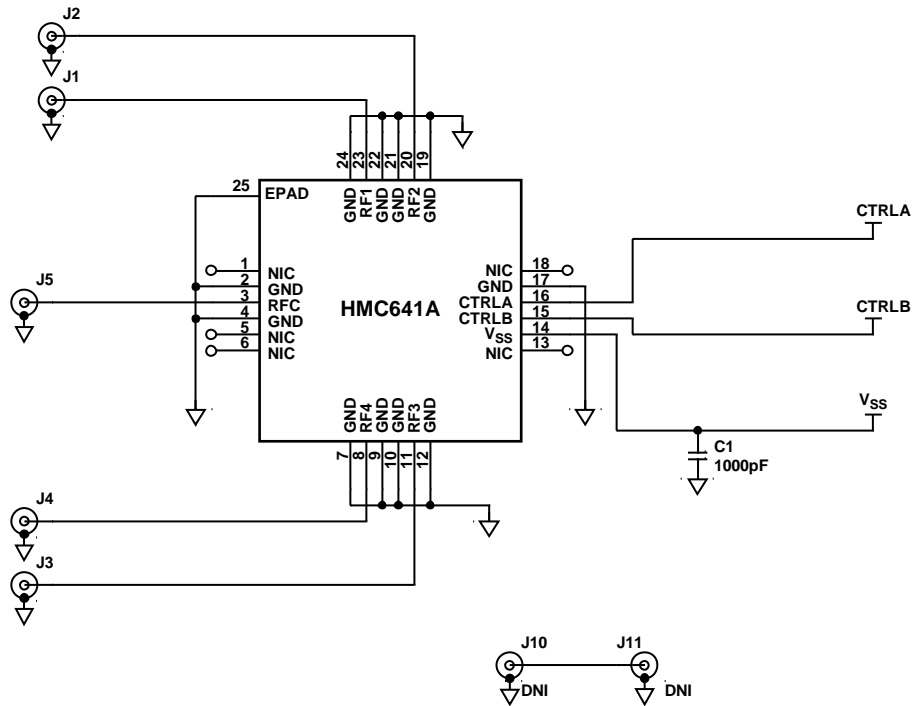 J2
J1
24 23 22 21 20 19
25 EPAD
GND RF1 GND GND RF2 GND
CTRLA
1 NIC
2 GND
J5
3 RFC
4 GND
5 NIC
6 NIC
HMC641A
NIC 18
GND 17
CTRLA 16
CTRLB 15
VSS 14
NIC 13
CTRLB
VSS
GND RF4 GND GND RF3 GND
7 8 9 10 11 12
C1
1000pF
J4
J3
J10 J11
DNI DNI